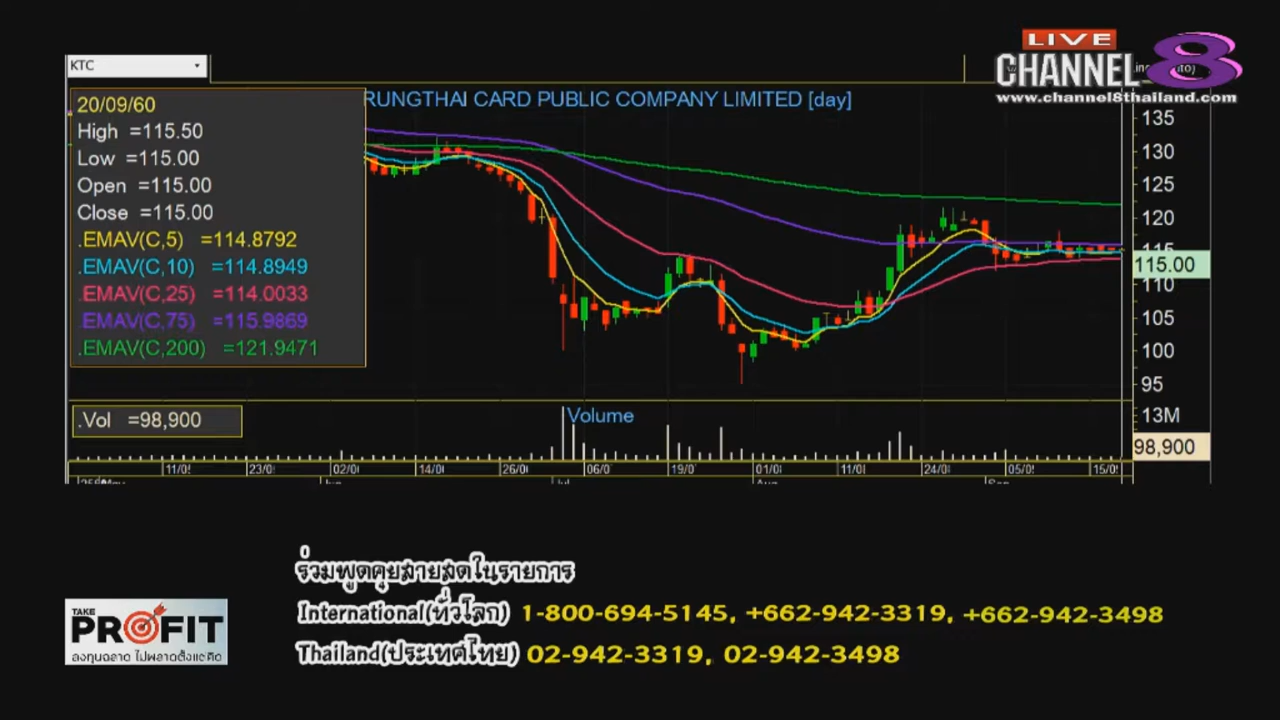 LIVE
CHANNEL 8
www.channel8thailand.com
KTC
20/09/60
High =115.50
Low =115.00
Open =115.00
Close =115.00
.EMAV(C,5) =114.8792
.EMAV(C,10) =114.8949
.EMAV(C,25) =114.0033
.EMAV(C,75) =115.9869
.EMAV(C,200) =121.9471
RUNGTHAI CARD PUBLIC COMPANY LIMITED [day]
135
130
125
120
115
115.00
110
105
100
95
.Vol =98,900
Volume
13M
98,900
11/0 23/0 02/0 14/0 26/0 06/0 19/0 01/0 11/0 24/0 05/0 15/0
ร่วมพูดคุยสายสดในรายการ
International(ทั่วโลก) 1-800-694-5145, +662-942-3319, +662-942-3498
Thailand(ประเทศไทย) 02-942-3319, 02-942-3498
TAKE
PROFIT
ลงทุนฉลาด ไม่พลาดตั้งแต่คิด